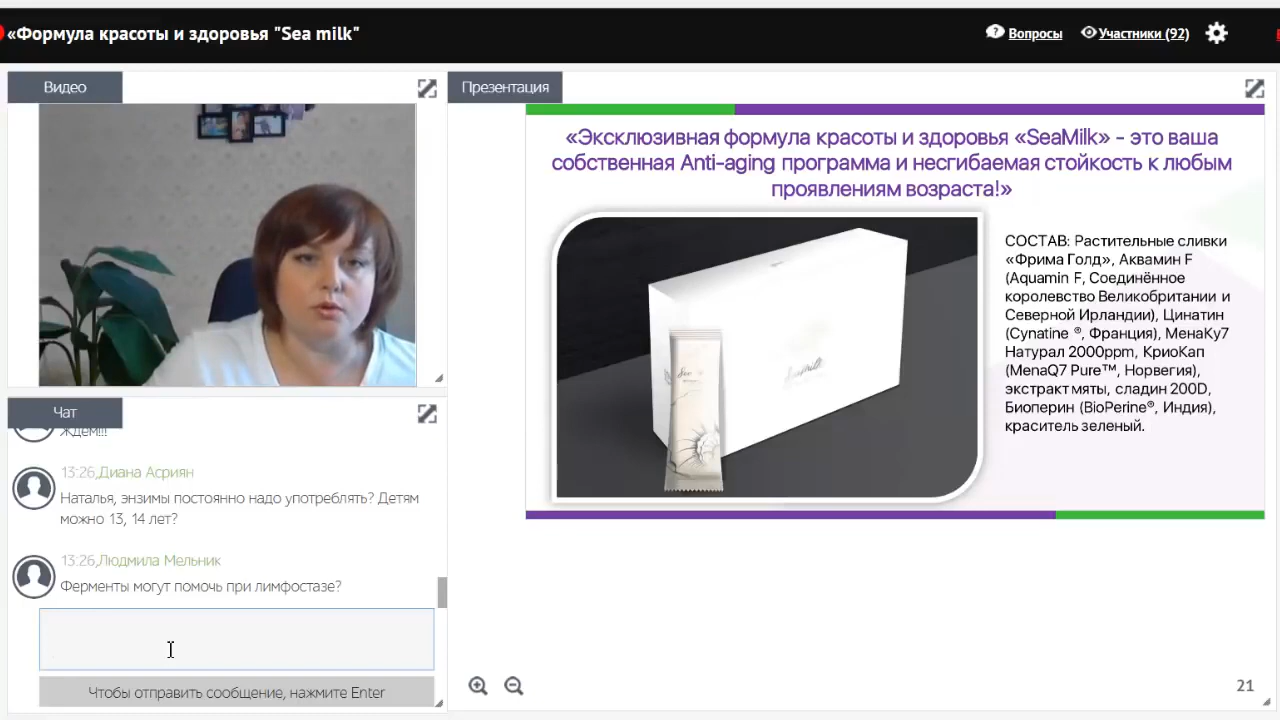 «Формула красоты и здоровья "Sea milk"
Вопросы
Участники (92)
Видео
Презентация
«Эксклюзивная формула красоты и здоровья «SeaMilk» - это ваша
собственная Anti-aging программа и несгибаемая стойкость к любым
проявлениям возраста!»
СОСТАВ: Растительные сливки
«Фрима Голд», Аквамин F
(Aquamin F, Соединённое
королевство Великобритании и
Северной Ирландии), Цинатин
(Cynatine ®, Франция), МенаКу7
Натурал 2000ppm, КриоКап
(MenaQ7 Pure™, Норвегия),
экстракт мяты, сладин 200D,
Биоперин (BioPerine®, Индия),
краситель зеленый.
Seamilk
Чат
Ждем!!!
13:26,Диана Асриян
Наталья, энзимы постоянно надо употреблять? Детям
можно 13, 14 лет?
13:26,Людмила Мельник
Ферменты могут помочь при лимфостазе?
Чтобы отправить сообщение, нажмите Enter
21